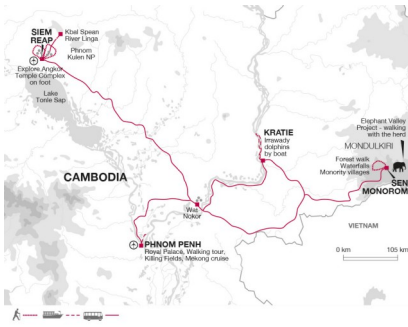 SIEM
REAP
Kbal Spean
River Linga
Phnom
Kulen NP
Explore Angkor
Temple Complex
on foot
Lake
Tonle Sap
CAMBODIA
KRATIE
Irrawady
dolphins
by boat
Elephant Valley
Project - walking
with the herd
MONDULKIRI
Forest walk
Waterfalls
Monority villages
SEN
MONOROM
Wat
Nokor
PHNOM PENH
Royal Palace, Walking tour,
Killing Fields, Mekong cruise
VIETNAM
0 km 105 km